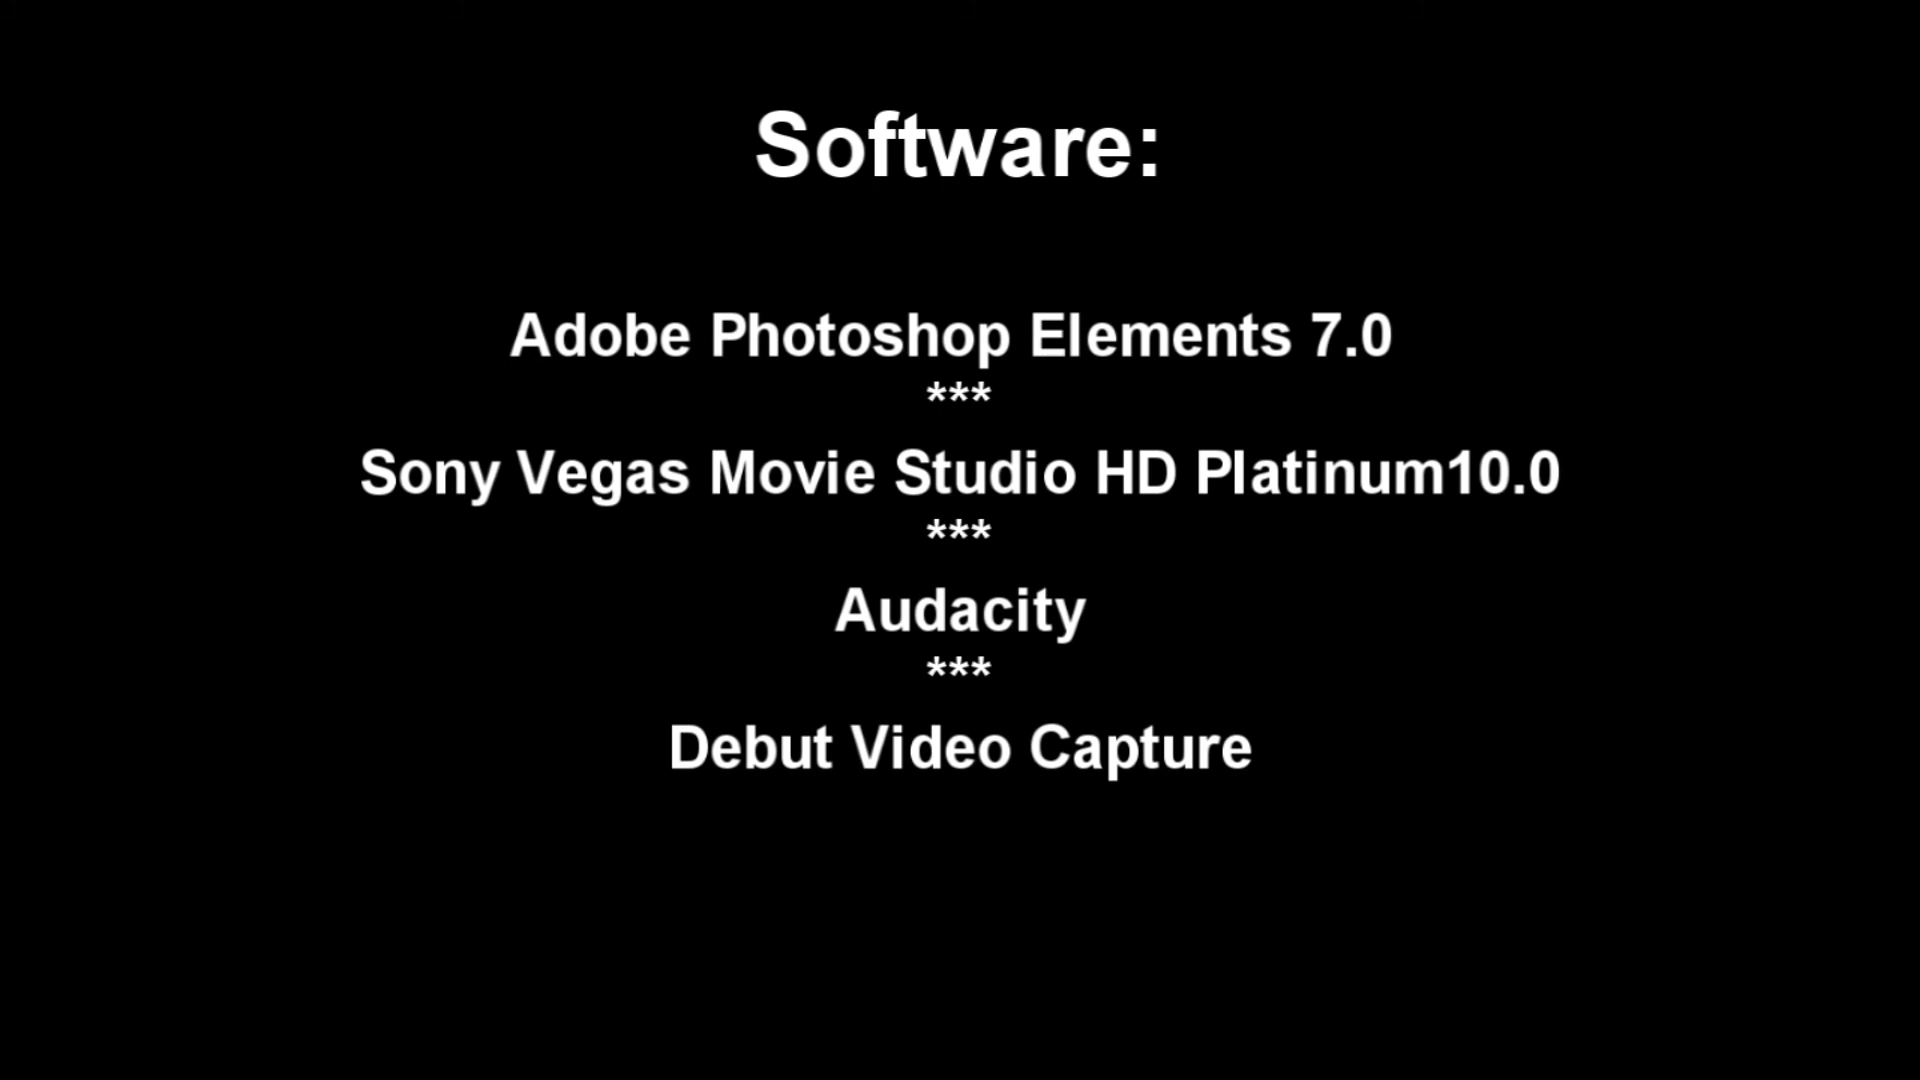 Software:
Adobe Photoshop Elements 7.0
***
Sony Vegas Movie Studio HD Platinum10.0
***
Audacity
***
Debut Video Capture